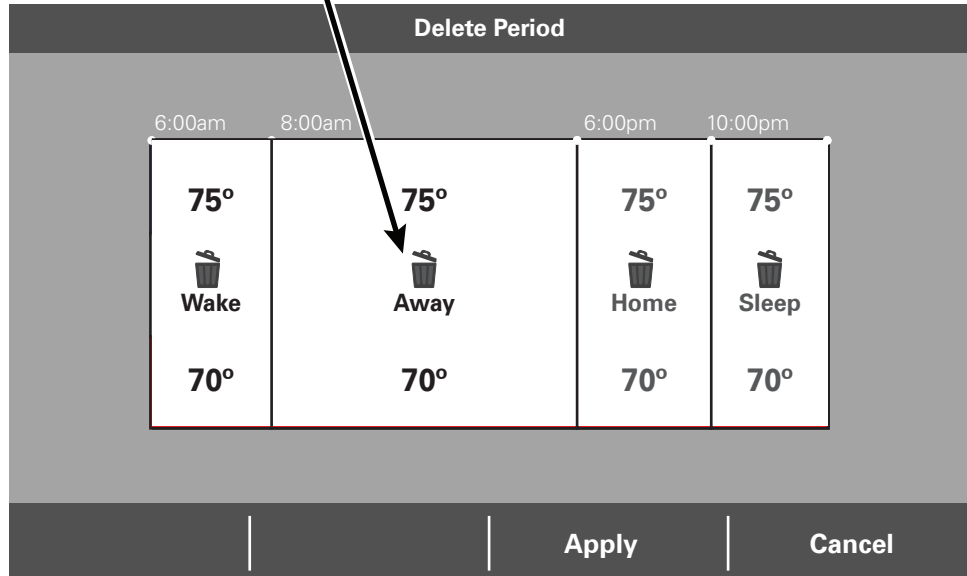 Delete Period
6:00am 8:00am 6:00pm 10:00pm
75º 75º 75º 75º
Wake Away Home Sleep
70º 70º 70º 70º
Apply Cancel